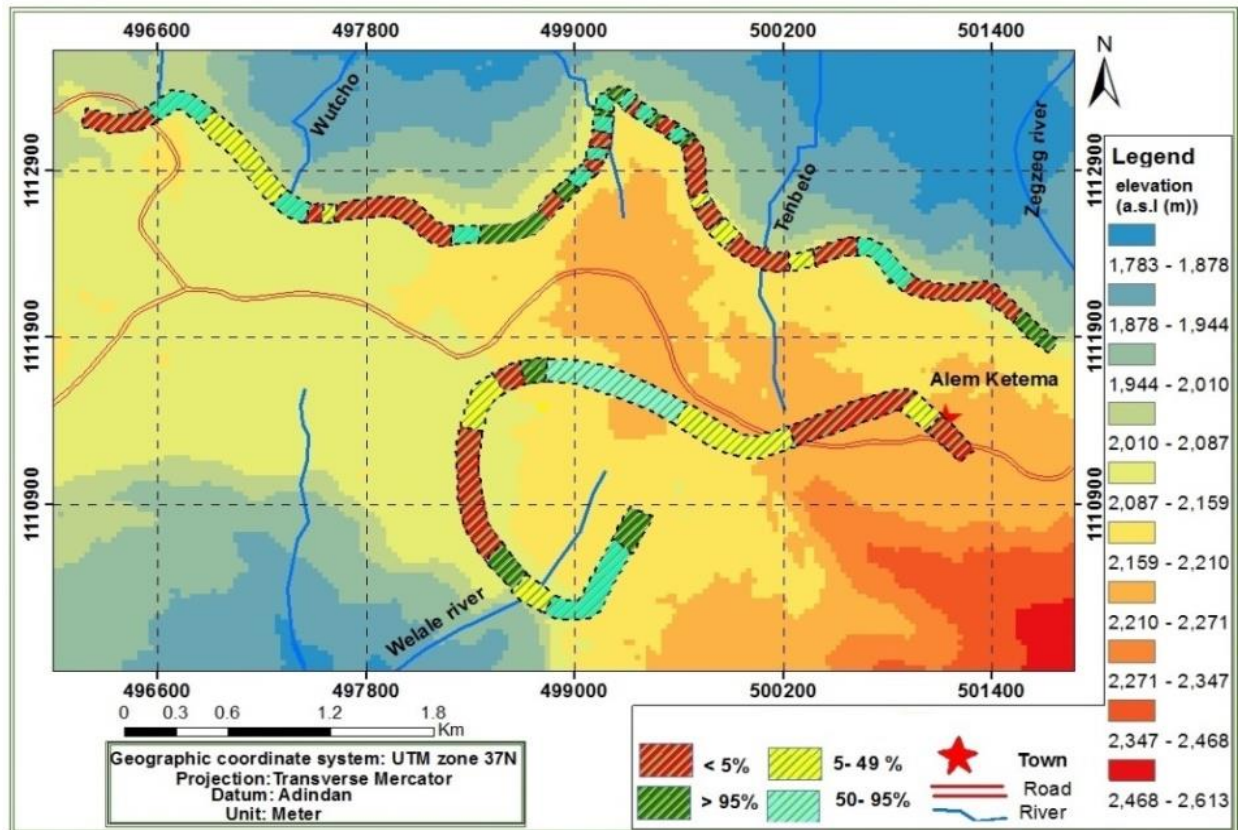 496600 497800 499000 500200 501400
N
Wutcho
Teñbeto
Zegzeg river
1112900
1112900
1111900
1111900
Alem Ketema
1110900
1110900
Welale river
496600 497800 499000 500200 501400
0 0.3 0.6 1.2 1.8
Km
Geographic coordinate system: UTM zone 37N
Projection: Transverse Mercator
Datum: Adindan
Unit: Meter
< 5% 5- 49 % Town
> 95% 50- 95% Road
River
Legend
elevation
(a.s.l (m))
1,783 - 1,878
1,878 - 1,944
1,944 - 2,010
2,010 - 2,087
2,087 - 2,159
2,159 - 2,210
2,210 - 2,271
2,271 - 2,347
2,347 - 2,468
2,468 - 2,613